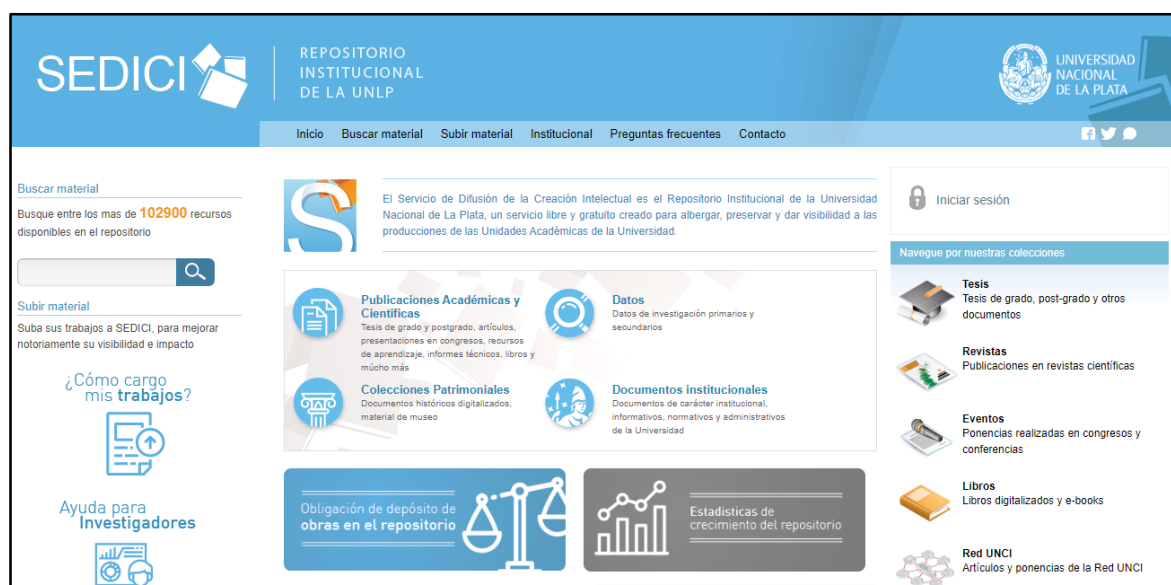 SEDICI
REPOSITORIO
INSTITUCIONAL
DE LA UNLP
UNIVERSIDAD
NACIONAL
DE LA PLATA
Inicio Buscar material Subir material Institucional Preguntas frecuentes Contacto
Buscar material
Busque entre los mas de 102900 recursos
disponibles en el repositorio
Subir material
Suba sus trabajos a SEDICI, para mejorar
notoriamente su visibilidad e impacto
¿Cómo cargo
mis trabajos?
Ayuda para
Investigadores
El Servicio de Difusión de la Creación Intelectual es el Repositorio Institucional de la Universidad
Nacional de La Plata, un servicio libre y gratuito creado para albergar, preservar y dar visibilidad a las
producciones de las Unidades Académicas de la Universidad.
Publicaciones Académicas y
Científicas
Tesis de grado y postgrado, artículos,
presentaciones en congresos, recursos
de aprendizaje, informes técnicos, libros y
múcho más
Datos
Datos de investigación primarios y
secundarios
Colecciones Patrimoniales
Documentos históricos digitalizados,
material de museo
Documentos institucionales
Documentos de carácter institucional,
informativos, normativos y administrativos
de la Universidad
Obligación de depósito de
obras en el repositorio
Estadisticas de
crecimiento del repositorio
Iniciar sesión
Navegue por nuestras colecciones
Tesis
Tesis de grado, post-grado y otros
documentos
Revistas
Publicaciones en revistas científicas
Eventos
Ponencias realizadas en congresos y
conferencias
Libros
Libros digitalizados y e-books
Red UNCI
Artículos y ponencias de la Red UNCI